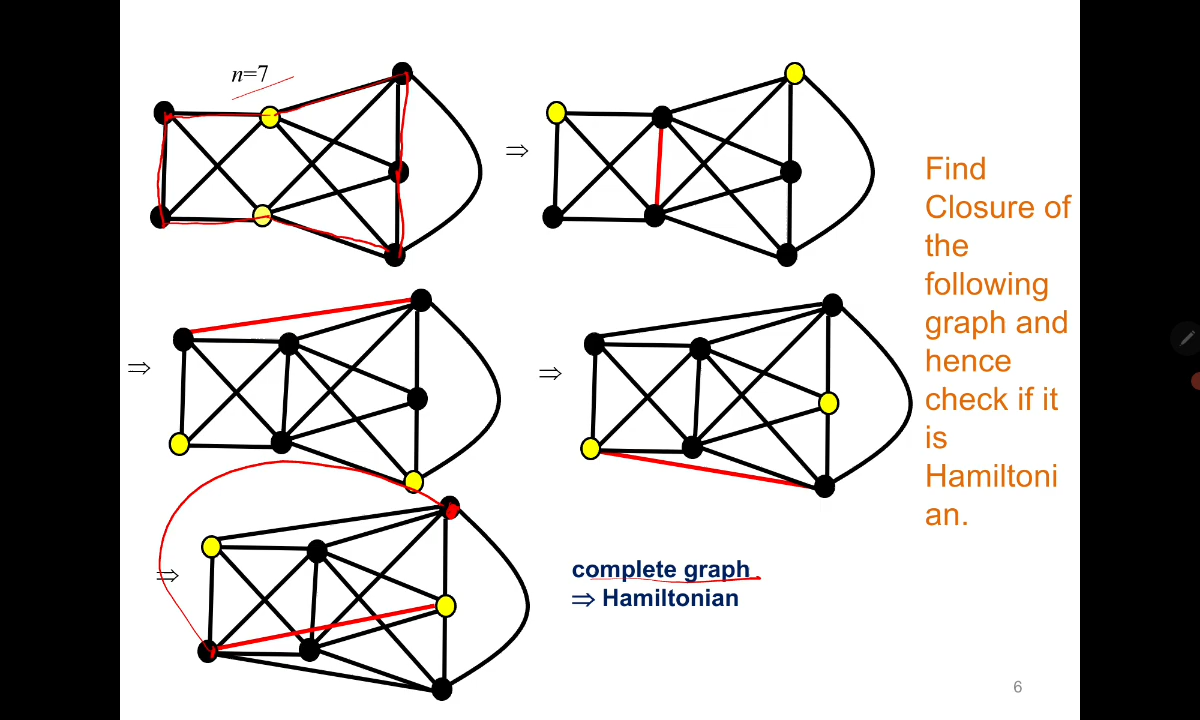 n=7
⇒
⇒
⇒
⇒
Find
Closure of
the
following
graph and
hence
check if it
is
Hamiltoni
an.
complete graph
⇒ Hamiltonian
6